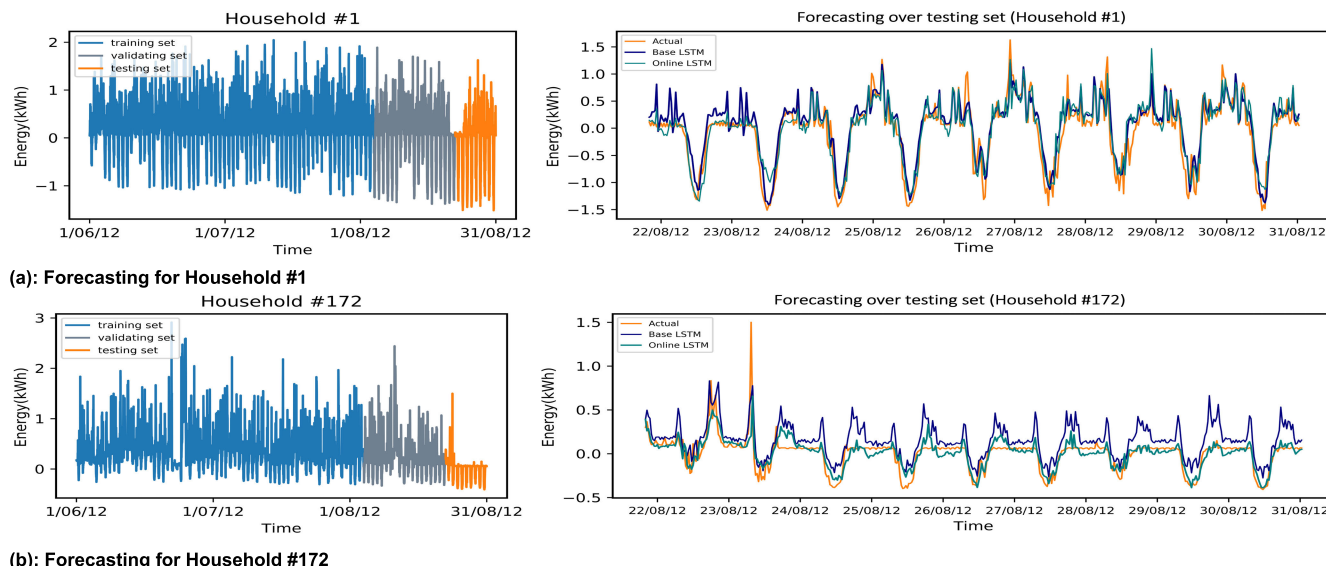 Household #1
training set
validating set
testing set
Energy(kWh)
2
1
0
−1
1/06/12 1/07/12 1/08/12 31/08/12
Time
Forecasting over testing set (Household #1)
Actual
Base LSTM
Online LSTM
Energy(kWh)
1.5
1.0
0.5
0.0
−0.5
−1.0
−1.5
22/08/12 23/08/12 24/08/12 25/08/12 26/08/12 27/08/12 28/08/12 29/08/12 30/08/12 31/08/12
Time
(a): Forecasting for Household #1
Household #172
training set
validating set
testing set
Energy(kWh)
3
2
1
0
1/06/12 1/07/12 1/08/12 31/08/12
Time
Forecasting over testing set (Household #172)
Actual
Base LSTM
Online LSTM
Energy(kWh)
1.5
1.0
0.5
0.0
−0.5
22/08/12 23/08/12 24/08/12 25/08/12 26/08/12 27/08/12 28/08/12 29/08/12 30/08/12 31/08/12
Time
(b): Forecasting for Household #172